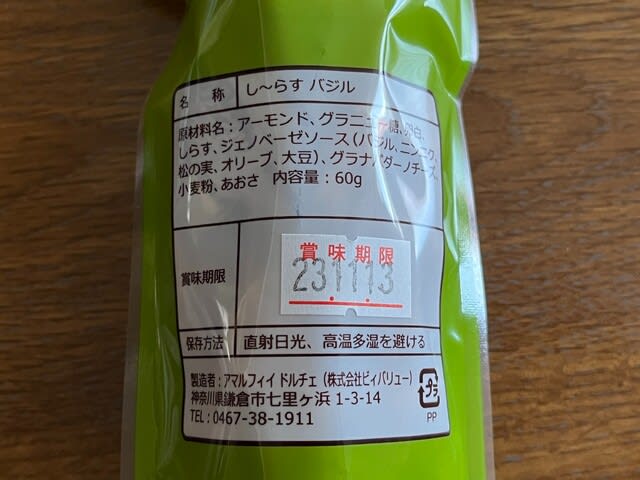 名 称 し～らす バジル
原材料名：アーモンド、グラニュー糖、卵白、
しらす、ジェノベーゼソース（バジル、ニンニク、
松の実、オリーブ、大豆）、グラナパダーノチーズ、
小麦粉、あおさ 内容量：60g
賞味期限
賞味期限
231113
保存方法 直射日光、高温多湿を避ける
製造者：アマルフィイ ドルチェ（株式会社ビィバリュー）
神奈川県鎌倉市七里ヶ浜 1-3-14
TEL：0467-38-1911
プラ
PP